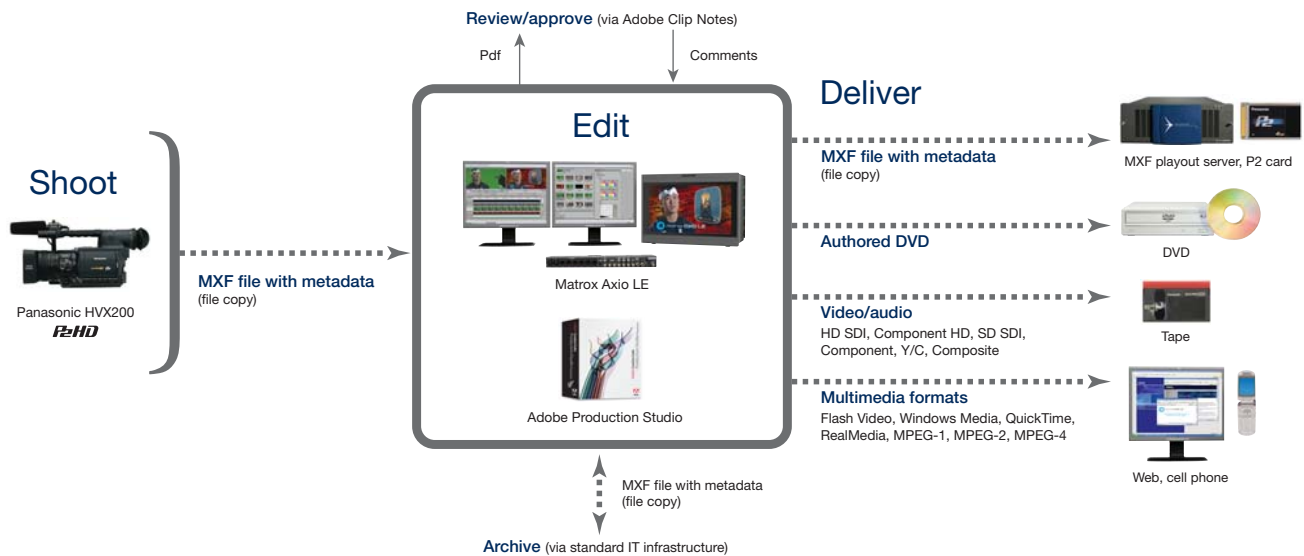 Review/approve (via Adobe Clip Notes)
Pdf
Comments
Shoot
Panasonic HVX200
P2HD
MXF file with metadata
(file copy)
Edit
Matrox Axio LE
Adobe Production Studio
MXF file with metadata
(file copy)
Archive (via standard IT infrastructure)
Deliver
MXF file with metadata
(file copy)
MXF playout server, P2 card
Authored DVD
DVD
Video/audio
HD SDI, Component HD, SD SDI,
Component, Y/C, Composite
Tape
Multimedia formats
Flash Video, Windows Media, QuickTime,
RealMedia, MPEG-1, MPEG-2, MPEG-4
Web, cell phone